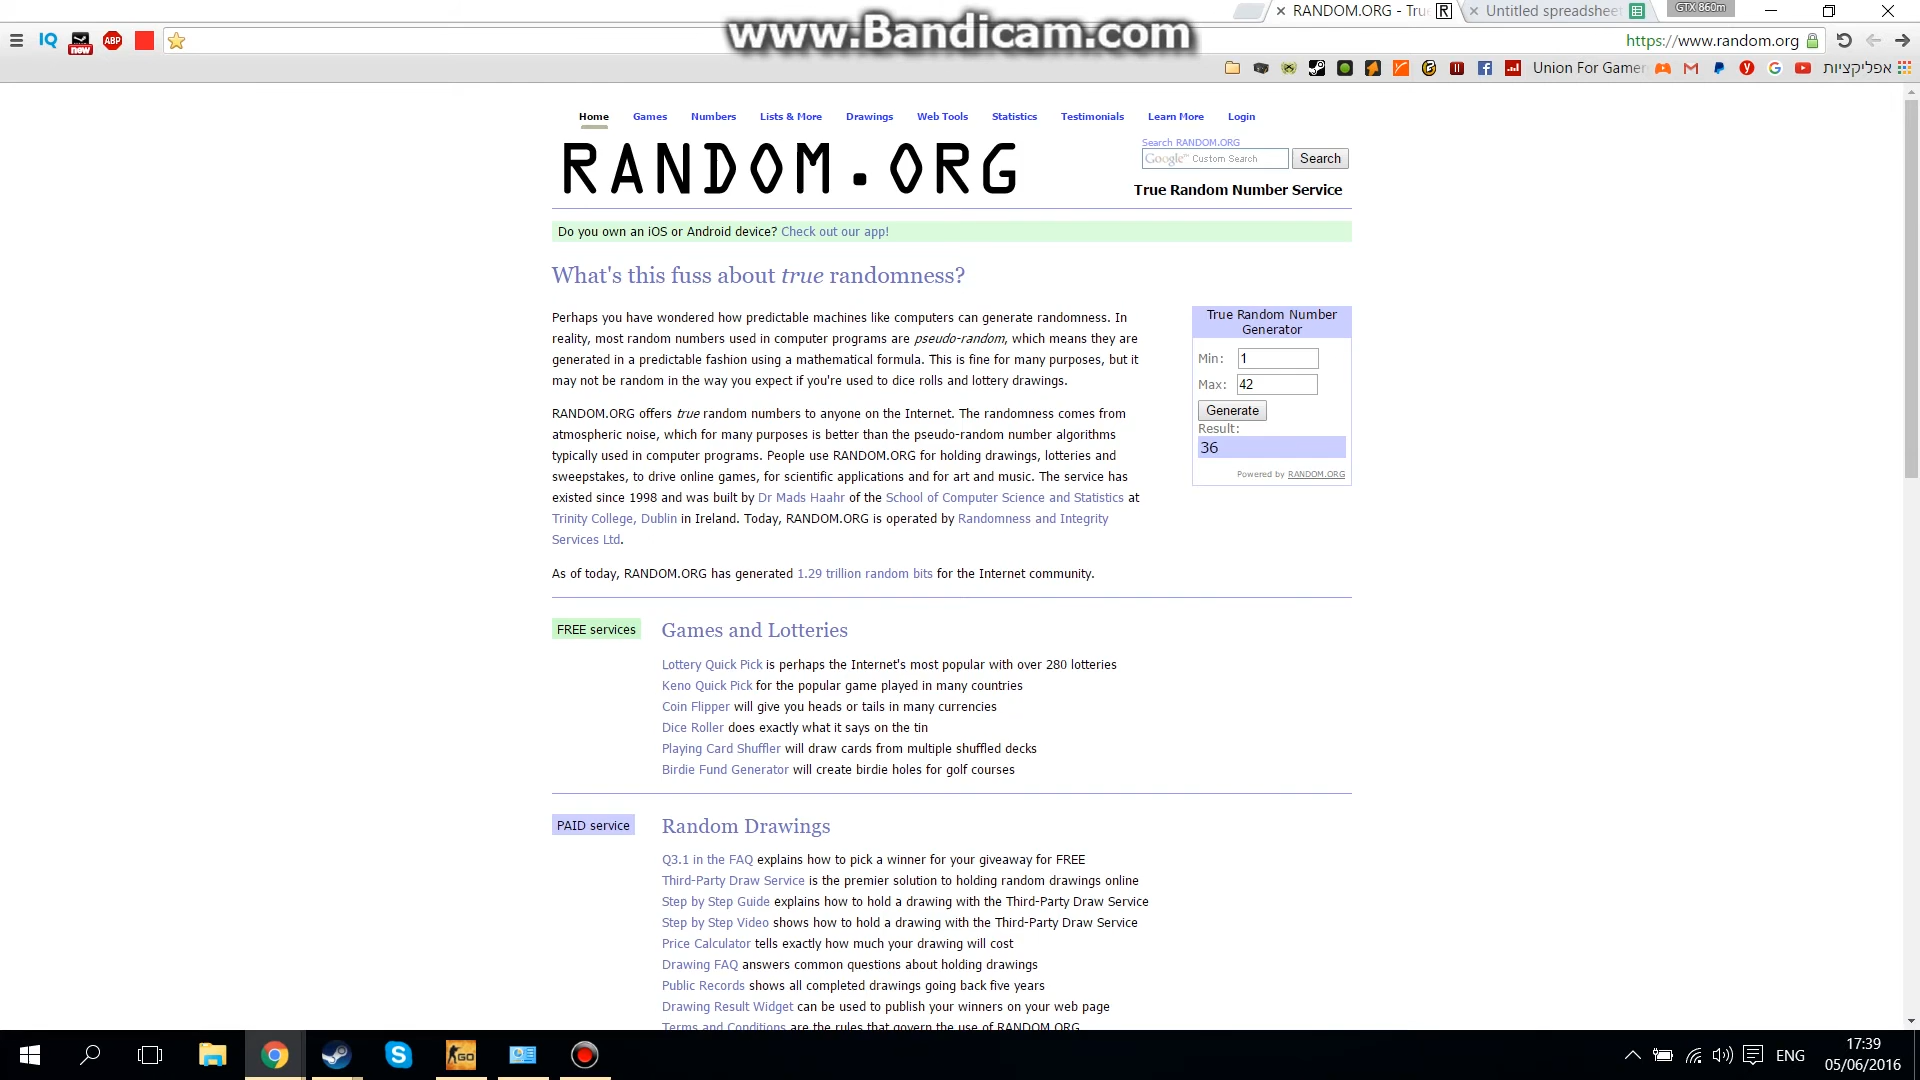 www.Bandicam.com
RANDOM.ORG - Tru
Untitled spreadsheet
GTX 860m
IQ
new
ABP
https://www.random.org
Union For Gamer
אפליקציות
Home Games Numbers Lists & More Drawings Web Tools Statistics Testimonials Learn More Login
RANDOM.ORG
Search RANDOM.ORG
Google™ Custom Search
Search
True Random Number Service
Do you own an iOS or Android device? Check out our app!
What's this fuss about true randomness?
Perhaps you have wondered how predictable machines like computers can generate randomness. In
reality, most random numbers used in computer programs are pseudo-random, which means they are
generated in a predictable fashion using a mathematical formula. This is fine for many purposes, but it
may not be random in the way you expect if you're used to dice rolls and lottery drawings.
RANDOM.ORG offers true random numbers to anyone on the Internet. The randomness comes from
atmospheric noise, which for many purposes is better than the pseudo-random number algorithms
typically used in computer programs. People use RANDOM.ORG for holding drawings, lotteries and
sweepstakes, to drive online games, for scientific applications and for art and music. The service has
existed since 1998 and was built by Dr Mads Haahr of the School of Computer Science and Statistics at
Trinity College, Dublin in Ireland. Today, RANDOM.ORG is operated by Randomness and Integrity
Services Ltd.
As of today, RANDOM.ORG has generated 1.29 trillion random bits for the Internet community.
True Random Number
Generator
Min: 1
Max: 42
Generate
Result:
36
Powered by RANDOM.ORG
FREE services
Games and Lotteries
Lottery Quick Pick is perhaps the Internet's most popular with over 280 lotteries
Keno Quick Pick for the popular game played in many countries
Coin Flipper will give you heads or tails in many currencies
Dice Roller does exactly what it says on the tin
Playing Card Shuffler will draw cards from multiple shuffled decks
Birdie Fund Generator will create birdie holes for golf courses
PAID service
Random Drawings
Q3.1 in the FAQ explains how to pick a winner for your giveaway for FREE
Third-Party Draw Service is the premier solution to holding random drawings online
Step by Step Guide explains how to hold a drawing with the Third-Party Draw Service
Step by Step Video shows how to hold a drawing with the Third-Party Draw Service
Price Calculator tells exactly how much your drawing will cost
Drawing FAQ answers common questions about holding drawings
Public Records shows all completed drawings going back five years
Drawing Result Widget can be used to publish your winners on your web page
Terms and Conditions are the rules that govern the use of RANDOM.ORG
GO
ENG
17:39
05/06/2016